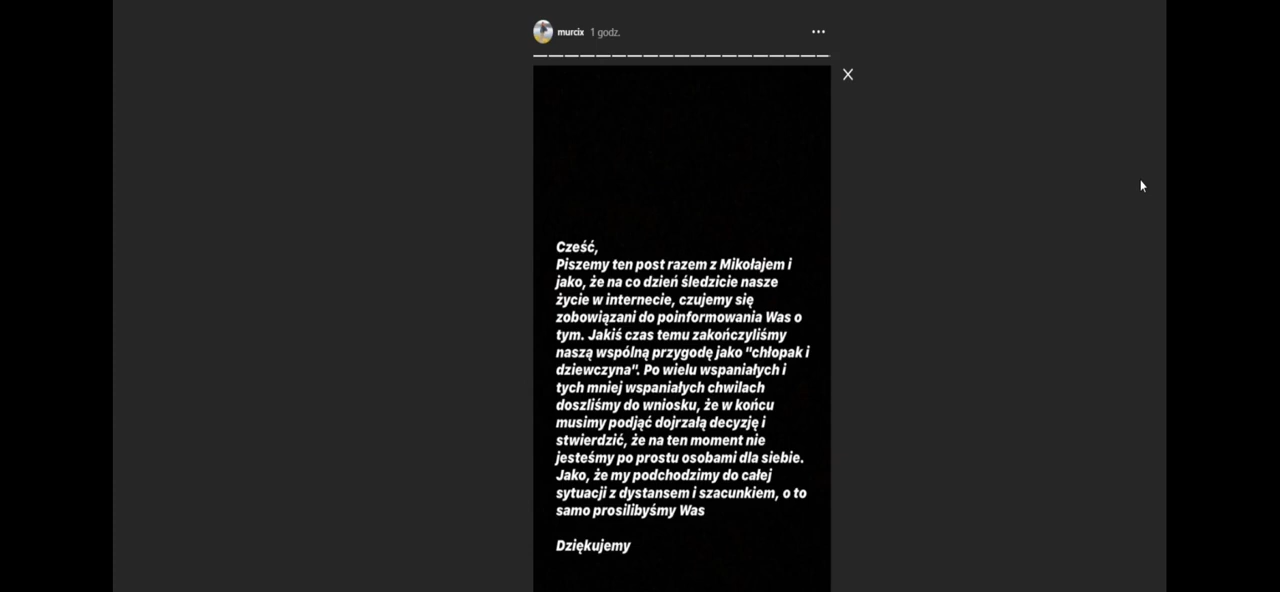 murcix 1 godz.
Cześć,
Piszemy ten post razem z Mikołajem i
jako, że na co dzień śledzicie nasze
życie w internecie, czujemy się
zobowiązani do poinformowania Was o
tym. Jakiś czas temu zakończyliśmy
naszą wspólną przygodę jako "chłopak i
dziewczyna". Po wielu wspaniałych i
tych mniej wspaniałych chwilach
doszliśmy do wniosku, że w końcu
musimy podjąć dojrzałą decyzję i
stwierdzić, że na ten moment nie
jesteśmy po prostu osobami dla siebie.
Jako, że my podchodzimy do całej
sytuacji z dystansem i szacunkiem, o to
samo prosilibyśmy Was
Dziękujemy